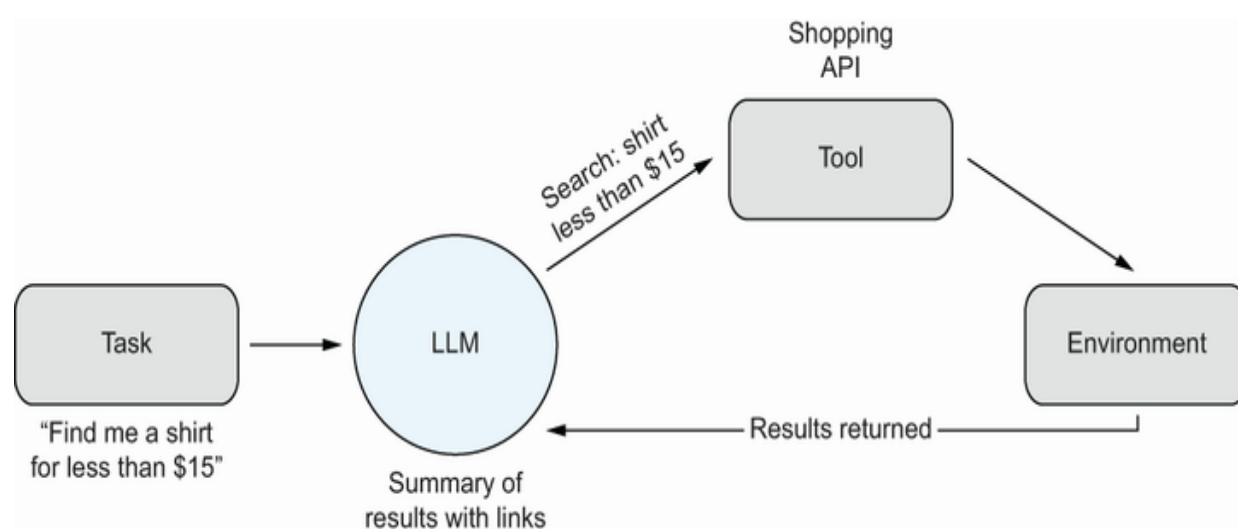 Shopping
API
Search: shirt
less than $15
Tool
Task
LLM
Environment
“Find me a shirt
for less than $15”
Results returned
Summary of
results with links